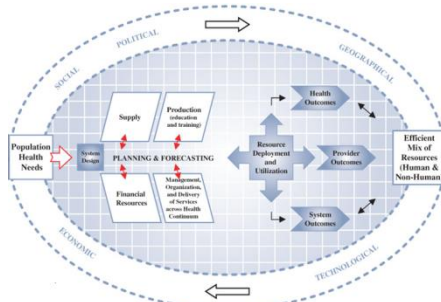 SOCIAL
POLITICAL
GEOGRAPHICAL
Population
Health
Needs
System
Design
Supply
Production
(education
and training)
PLANNING & FORECASTING
Financial
Resources
Management,
Organization,
and Delivery
of Services
across Health
Continuum
Resource
Deployment
and
Utilization
Health
Outcomes
Provider
Outcomes
System
Outcomes
Efficient
Mix of
Resources
(Human &
Non-Human)
ECONOMIC
TECHNOLOGICAL